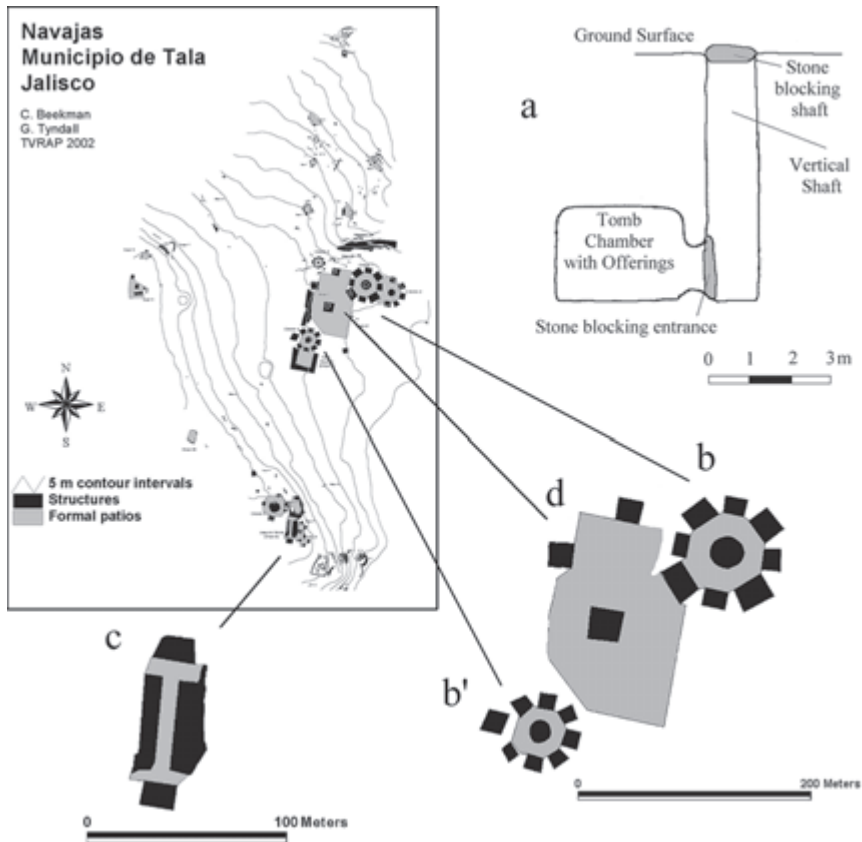 Navajas
Municipio de Tala
Jalisco
C. Beekman
G. Tyndall
TVRAP 2002
N
W E
S
5 m contour intervals
Structures
Formal patios
a
Ground Surface
Stone
blocking
shaft
Vertical
Shaft
Tomb
Chamber
with Offerings
Stone blocking entrance
0 1 2 3 m
b
d
b'
c
0 200 Meters
0 100 Meters